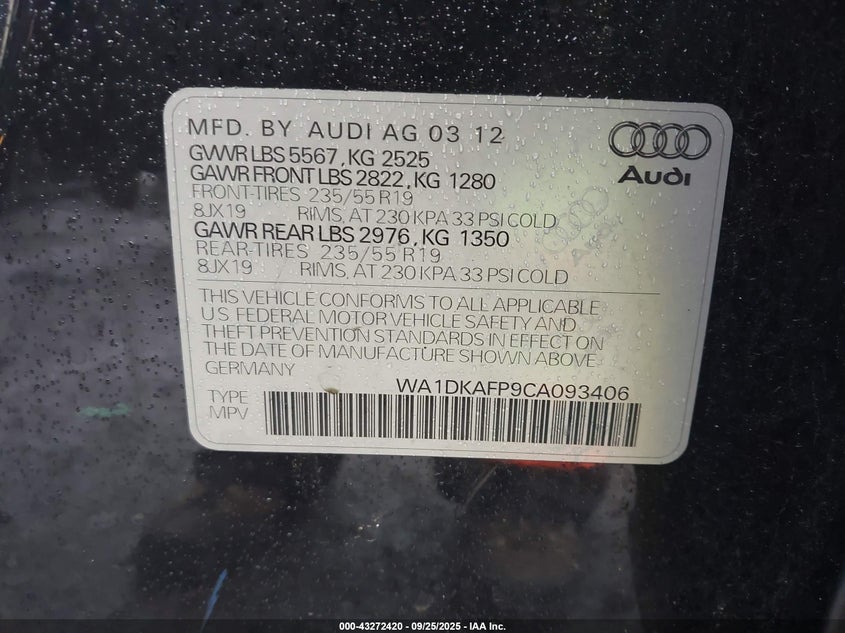 MFD. BY AUDI AG 03 12
GVWR LBS 5567, KG 2525
GAWR FRONT LBS 2822, KG 1280
FRONT-TIRES 235/55 R19
8JX19 RIMS, AT 230 KPA 33 PSI COLD
GAWR REAR LBS 2976, KG 1350
REAR-TIRES 235/55 R19
8JX19 RIMS, AT 230 KPA 33 PSI COLD
Audi
Audi
THIS VEHICLE CONFORMS TO ALL APPLICABLE
U.S. FEDERAL MOTOR VEHICLE SAFETY AND
THEFT PREVENTION STANDARDS IN EFFECT ON
THE DATE OF MANUFACTURE SHOWN ABOVE.
GERMANY
WA1DKAFP9CA093406
TYPE
MPV
000-43272420 - 09/25/2025 - IAA Inc.